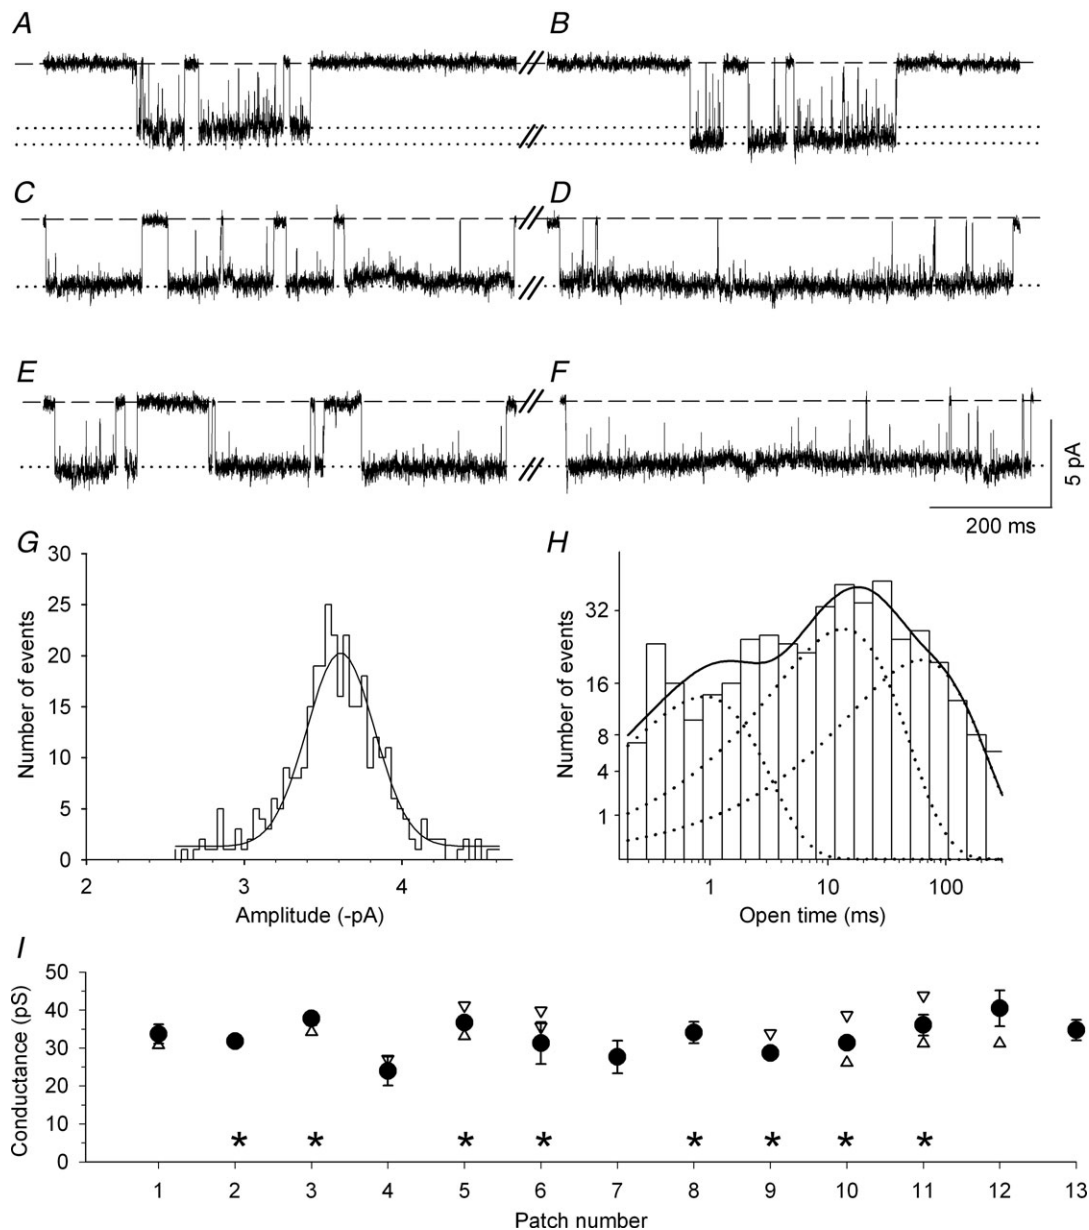 A B
C D
E F
5 pA
200 ms
G H
30
25
20
15
10
5
0
Number of events
2 3 4
Amplitude (-pA)
32
16
8
4
1
Number of events
1 10 100
Open time (ms)
I
50
40
30
20
10
0
Conductance (pS)
* * * * * * * *
1 2 3 4 5 6 7 8 9 10 11 12 13
Patch number